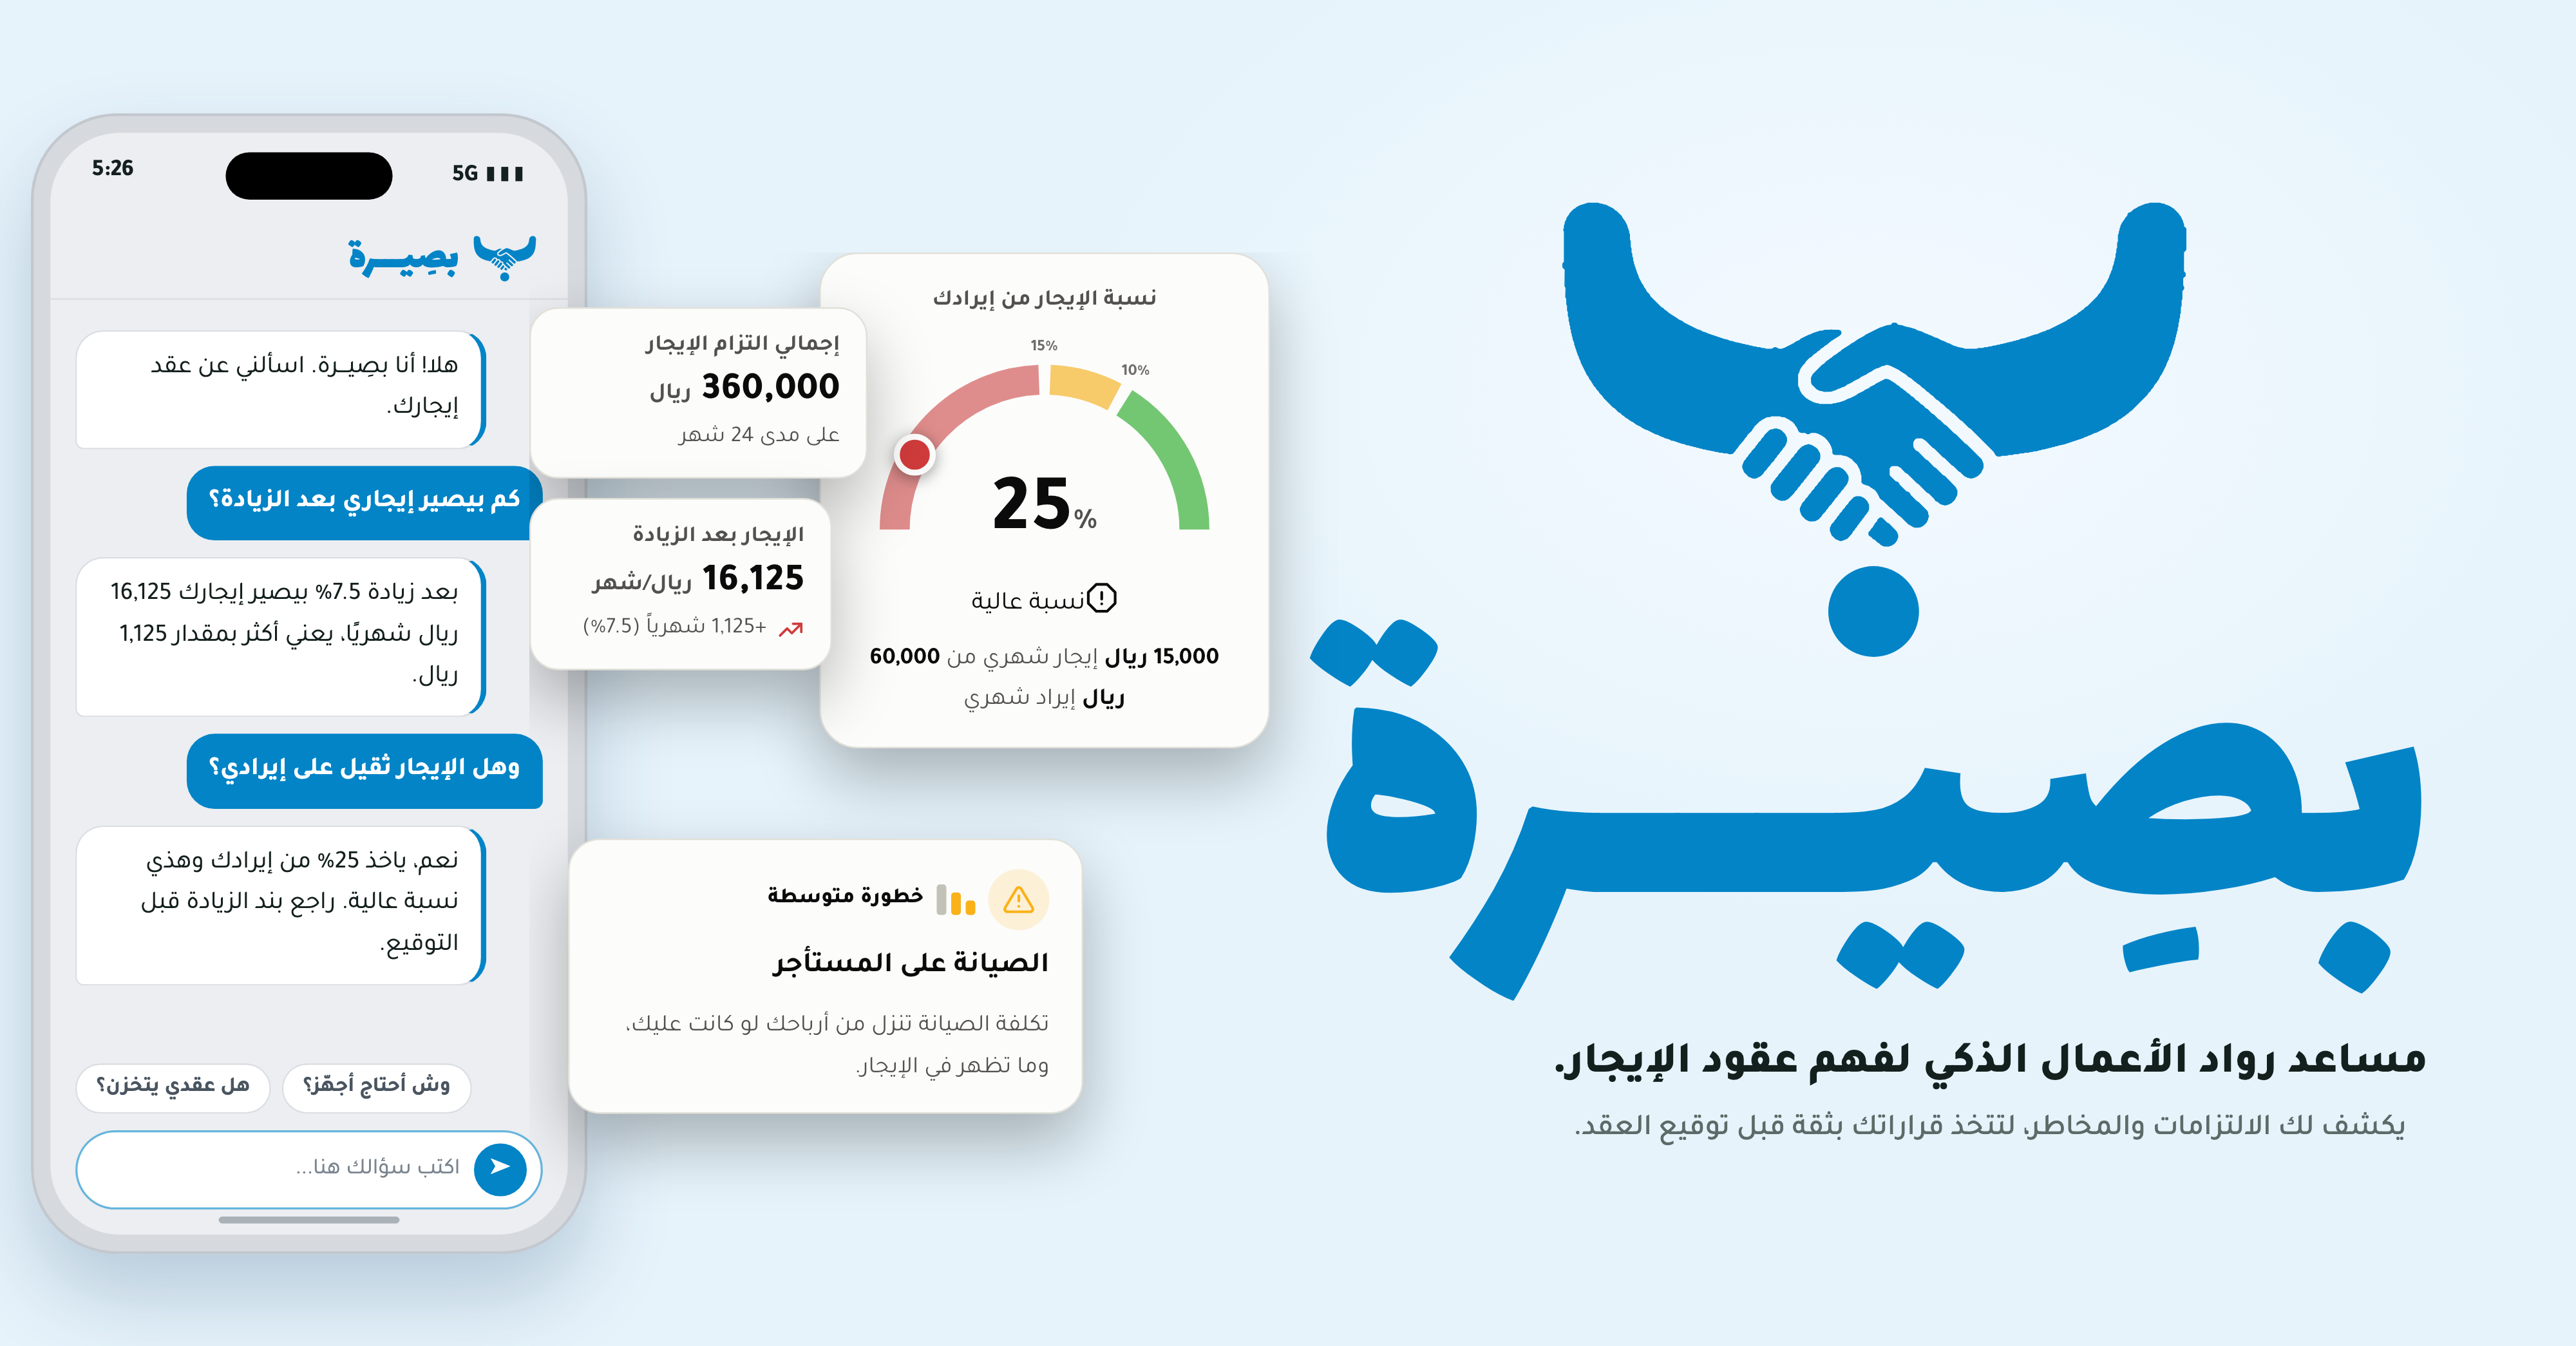 بصِيــرة
مساعد رواد الأعمال الذكي لفهم عقود الإيجار.
يكشف لك الالتزامات والمخاطر، لتتخذ قراراتك بثقة قبل توقيع العقد.
نسبة الإيجار من إيرادك
15%
10%
25%
نسبة عالية
15,000 ريال إيجار شهري من 60,000
ريال إيراد شهري
إجمالي التزام الإيجار
360,000 ريال
على مدى 24 شهر
الإيجار بعد الزيادة
16,125 ريال/شهر
+1,125 شهرياً (7.5%)
خطورة متوسطة
الصيانة على المستأجر
تكلفة الصيانة تنزل من أرباحك لو كانت عليك،
وما تظهر في الإيجار.
5:26
5G
بصِيــرة
هلا! أنا بصِيــرة. اسألني عن عقد
إيجارك.
كم بيصير إيجاري بعد الزيادة؟
بعد زيادة 7.5% بيصير إيجارك 16,125
ريال شهريًا، يعني أكثر بمقدار 1,125
ريال.
وهل الإيجار ثقيل على إيرادي؟
نعم، ياخذ 25% من إيرادك وهذي
نسبة عالية. راجع بند الزيادة قبل
التوقيع.
وش أحتاج أجهّز؟
هل عقدي يتخزن؟
اكتب سؤالك هنا...